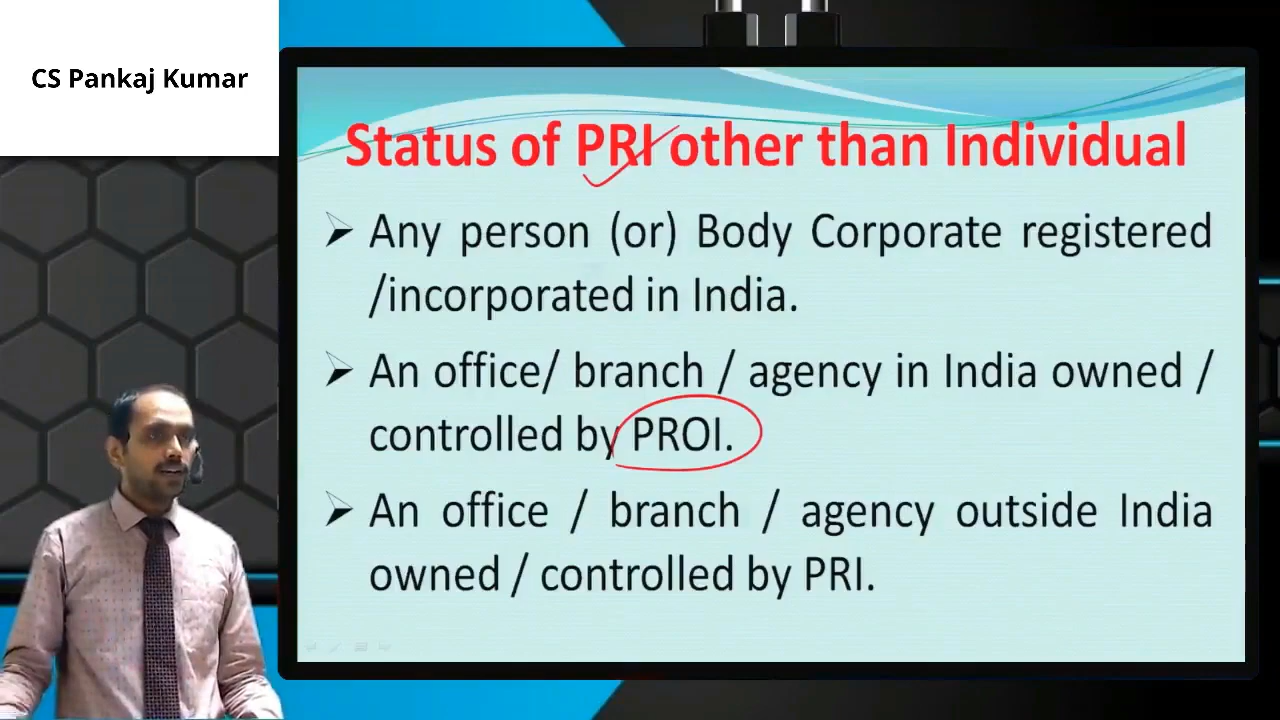 CS Pankaj Kumar
Status of PRI other than Individual
Any person (or) Body Corporate registered
/incorporated in India.
An office/ branch / agency in India owned /
controlled by PROI.
An office / branch / agency outside India
owned / controlled by PRI.